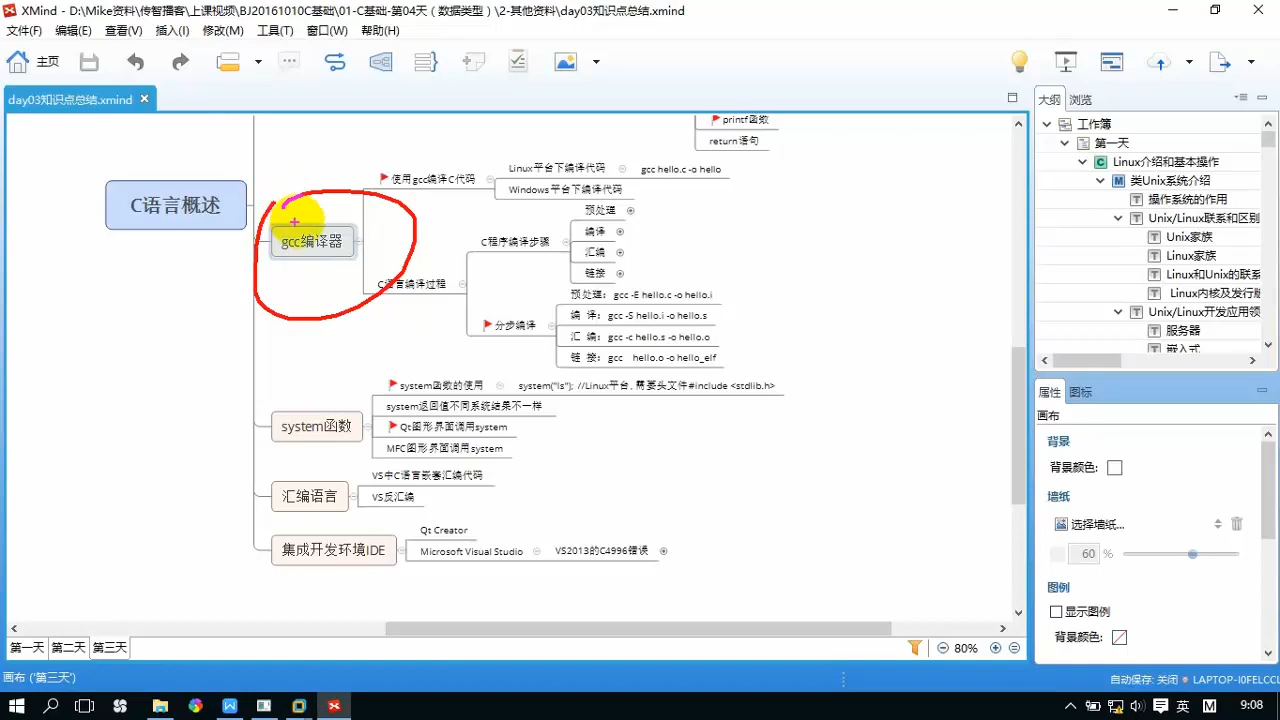 XMind - D:\Mike资料\传智播客\上课视频\BJ20161010C基础\01-C基础-第04天（数据类型）\2-其他资料\day03知识点总结.xmind
文件(F) 编辑(E) 查看(V) 插入(I) 修改(M) 工具(T) 窗口(W) 帮助(H)
主页
day03知识点总结.xmind
大纲 浏览
printf函数
return语句
C语言概述
使用gcc编译C代码
Linux平台下编译代码
gcc hello.c -o hello
Windows平台下编译代码
gcc编译器
C语言编译过程
C程序编译步骤
预处理
编译
汇编
链接
分步编译
预处理：gcc -E hello.c -o hello.i
编 译：gcc -S hello.i -o hello.s
汇 编：gcc -c hello.s -o hello.o
链 接：gcc hello.o -o hello_elf
system函数
system函数的使用
system("ls"); //Linux平台, 需要头文件#include <stdlib.h>
system返回值不同系统结果不一样
Qt图形界面调用system
MFC图形界面调用system
汇编语言
VS中C语言嵌套汇编代码
VS反汇编
集成开发环境IDE
Qt Creator
Microsoft Visual Studio
VS2013的C4996错误
工作簿
第一天
Linux介绍和基本操作
类Unix系统介绍
操作系统的作用
Unix/Linux联系和区别
Unix家族
Linux家族
Linux和Unix的联系
Linux内核及发行版
Unix/Linux开发应用领
服务器
嵌入式
属性 图标
画布
背景
背景颜色:
墙纸
选择墙纸...
60 %
图例
显示图例
背景颜色:
第一天 第二天 第三天
80%
画布 ('第三天')
自动保存: 关闭 LAPTOP-I0FELCCL
英 M 9:08